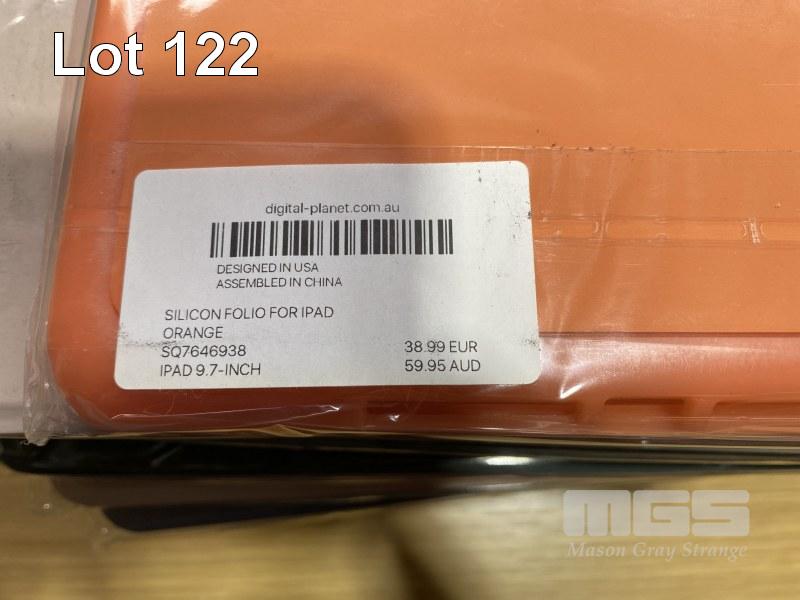 Lot 122
digital-planet.com.au
DESIGNED IN USA
ASSEMBLED IN CHINA
SILICON FOLIO FOR IPAD
ORANGE
SQ7646938
38.99 EUR
IPAD 9.7-INCH
59.95 AUD
MGS
Mason Gray Strange